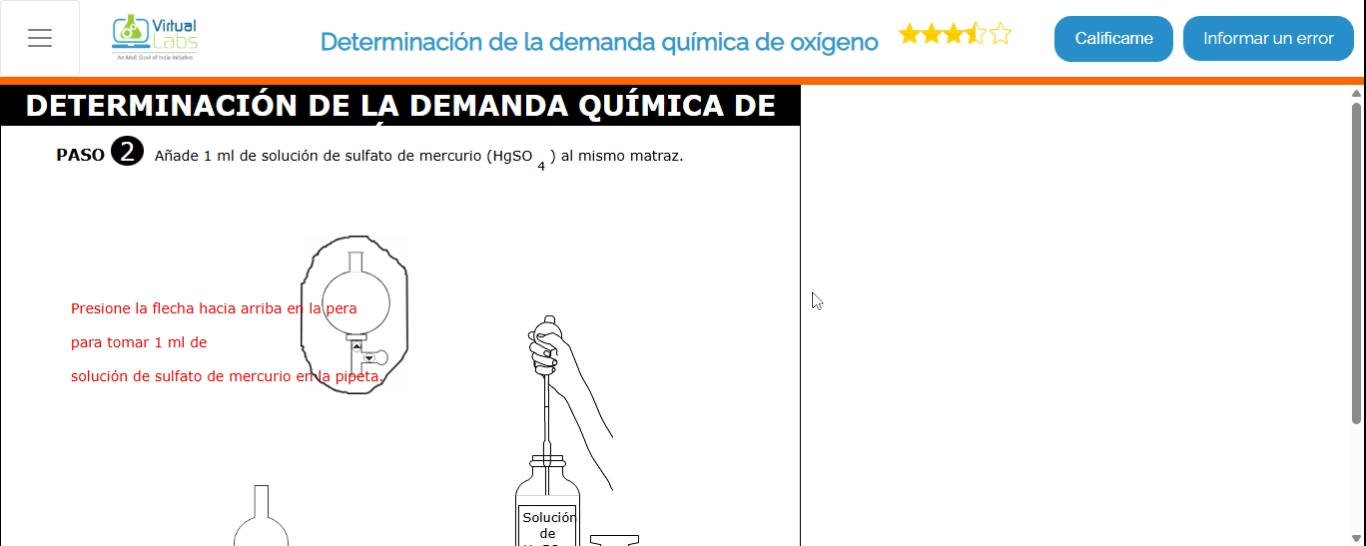 Virtual
Labs
An MoE Govt of India Initiative
Determinación de la demanda química de oxígeno
Califícame
Informar un error
DETERMINACIÓN DE LA DEMANDA QUÍMICA DE
PASO 2 Añade 1 ml de solución de sulfato de mercurio (HgSO 4 ) al mismo matraz.
Presione la flecha hacia arriba en la pera
para tomar 1 ml de
solución de sulfato de mercurio en la pipeta.
Solución
de